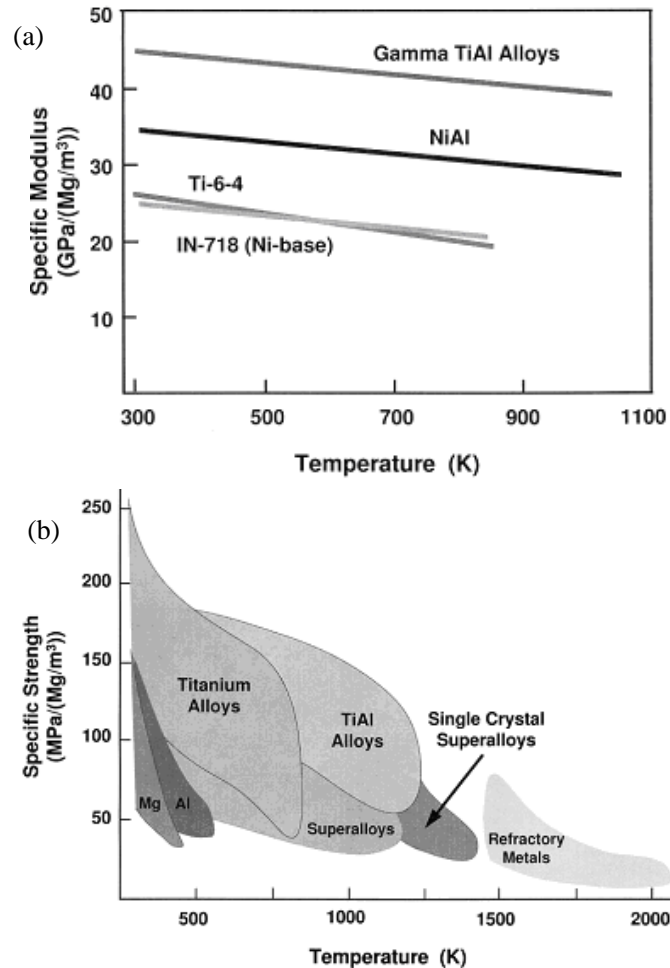 (a)
Specific Modulus
(GPa/(Mg/m³))
50
40
30
20
10
Gamma TiAl Alloys
NiAl
Ti-6-4
IN-718 (Ni-base)
300
500
700
900
1100
Temperature (K)
(b)
Specific Strength
(MPa/(Mg/m³))
250
200
150
100
50
Titanium
Alloys
TiAl
Alloys
Single Crystal
Superalloys
Mg
Al
Superalloys
Refractory
Metals
500
1000
1500
2000
Temperature (K)